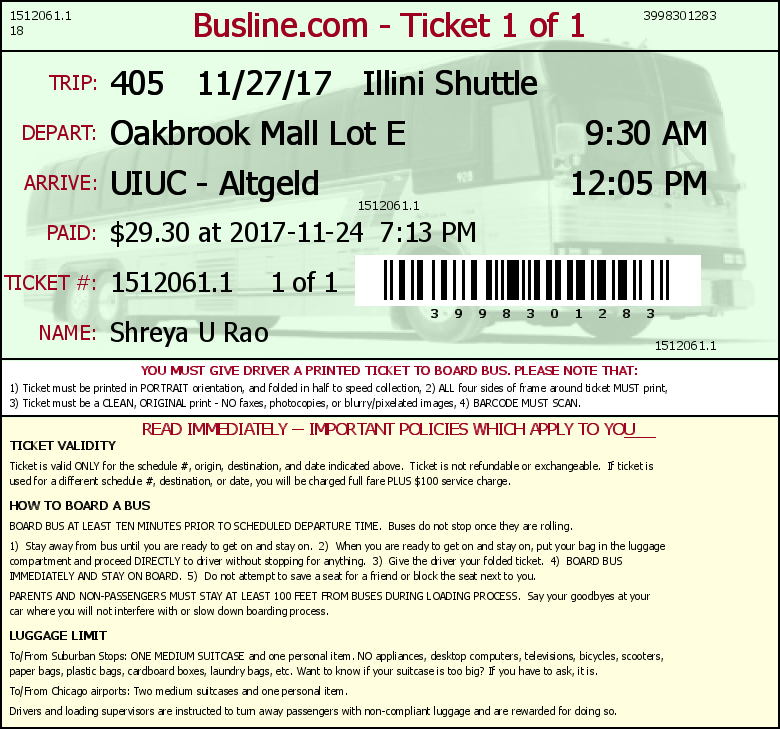 1512061.1
18
Busline.com - Ticket 1 of 1
3998301283
TRIP: 405 11/27/17 Illini Shuttle
DEPART: Oakbrook Mall Lot E 9:30 AM
908
ARRIVE: UIUC - Altgeld 12:05 PM
1512061.1
PAID: $29.30 at 2017-11-24 7:13 PM
TICKET #: 1512061.1 1 of 1
3998301283
NAME: Shreya U Rao
1512061.1
YOU MUST GIVE DRIVER A PRINTED TICKET TO BOARD BUS. PLEASE NOTE THAT:
1) Ticket must be printed in PORTRAIT orientation, and folded in half to speed collection, 2) ALL four sides of frame around ticket MUST print,
3) Ticket must be a CLEAN, ORIGINAL print - NO faxes, photocopies, or blurry/pixelated images, 4) BARCODE MUST SCAN.
READ IMMEDIATELY -- IMPORTANT POLICIES WHICH APPLY TO YOU___
TICKET VALIDITY
Ticket is valid ONLY for the schedule #, origin, destination, and date indicated above. Ticket is not refundable or exchangeable. If ticket is
used for a different schedule #, destination, or date, you will be charged full fare PLUS $100 service charge.
HOW TO BOARD A BUS
BOARD BUS AT LEAST TEN MINUTES PRIOR TO SCHEDULED DEPARTURE TIME. Buses do not stop once they are rolling.
1) Stay away from bus until you are ready to get on and stay on. 2) When you are ready to get on and stay on, put your bag in the luggage
compartment and proceed DIRECTLY to driver without stopping for anything. 3) Give the driver your folded ticket. 4) BOARD BUS
IMMEDIATELY AND STAY ON BOARD. 5) Do not attempt to save a seat for a friend or block the seat next to you.
PARENTS AND NON-PASSENGERS MUST STAY AT LEAST 100 FEET FROM BUSES DURING LOADING PROCESS. Say your goodbyes at your
car where you will not interfere with or slow down boarding process.
LUGGAGE LIMIT
To/From Suburban Stops: ONE MEDIUM SUITCASE and one personal item. NO appliances, desktop computers, televisions, bicycles, scooters,
paper bags, plastic bags, cardboard boxes, laundry bags, etc. Want to know if your suitcase is too big? If you have to ask, it is.
To/From Chicago airports: Two medium suitcases and one personal item.
Drivers and loading supervisors are instructed to turn away passengers with non-compliant luggage and are rewarded for doing so.